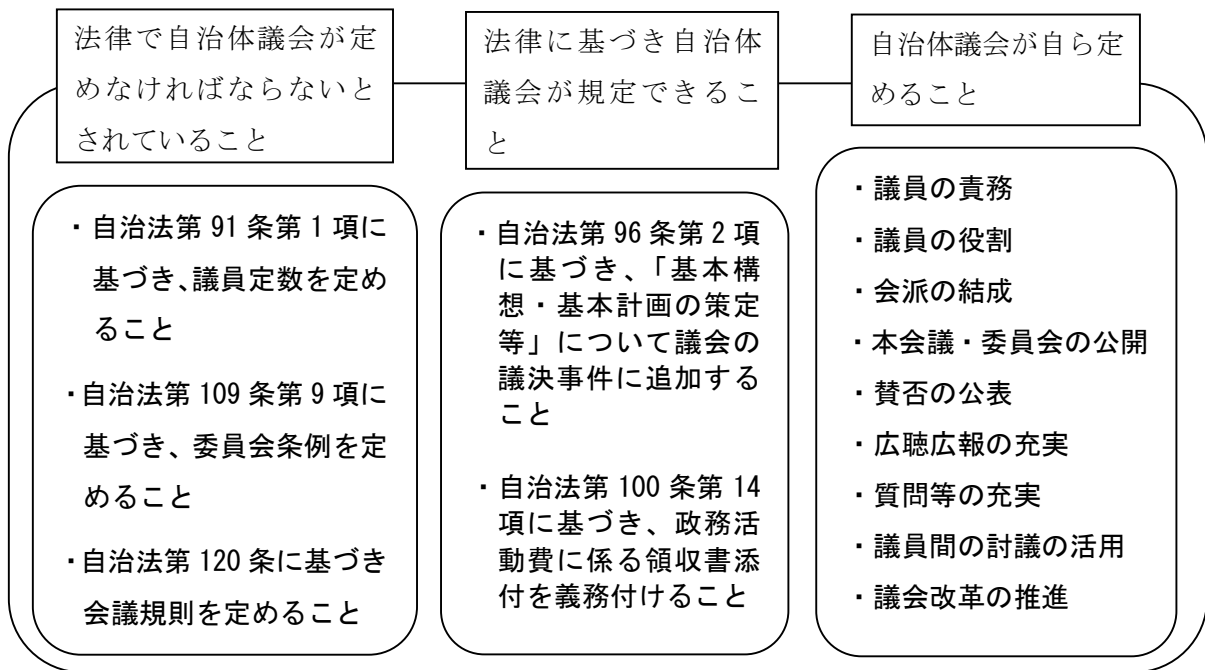 法律で自治体議会が定
めなければならないと
されていること
・自治法第 91 条第 1 項に
基づき、議員定数を定め
ること
・自治法第 109 条第 9 項に
基づき、委員会条例を定
めること
・自治法第 120 条に基づき
会議規則を定めること
法律に基づき自治体
議会が規定できるこ
と
・自治法第 96 条第 2 項
に基づき、「基本構
想・基本計画の策定
等」について議会の
議決事件に追加する
こと
・自治法第 100 条第 14
項に基づき、政務活
動費に係る領収書添
付を義務付けること
自治体議会が自ら定
めること
・議員の責務
・議員の役割
・会派の結成
・本会議・委員会の公開
・賛否の公表
・広聴広報の充実
・質問等の充実
・議員間の討議の活用
・議会改革の推進